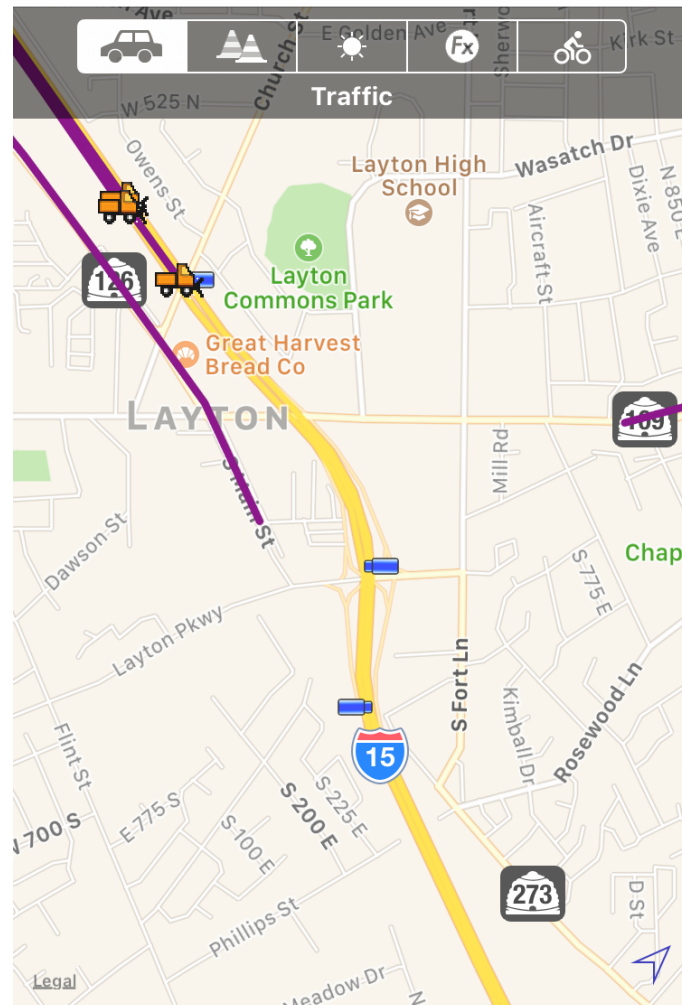 Ave
Church St
E Golden Ave
Fx
Kirk St
Sherwo
Traffic
W 525 N
Owens St
Layton High
School
Wasatch Dr
Dixie Ave
N 850 E
Aircraft St
126
Layton
Commons Park
Great Harvest
Bread Co
LAYTON
109
Mill Rd
S Main St
Dawson St
Chap
S 775 E
Layton Pkwy
S Fort Ln
Rosewood Ln
Kimball Dr
Flint St
15
E 775 S
S 225 E
S 200 E
S 100 E
N 700 S
273
D St
Phillips St
Legal
Meadow Dr
N